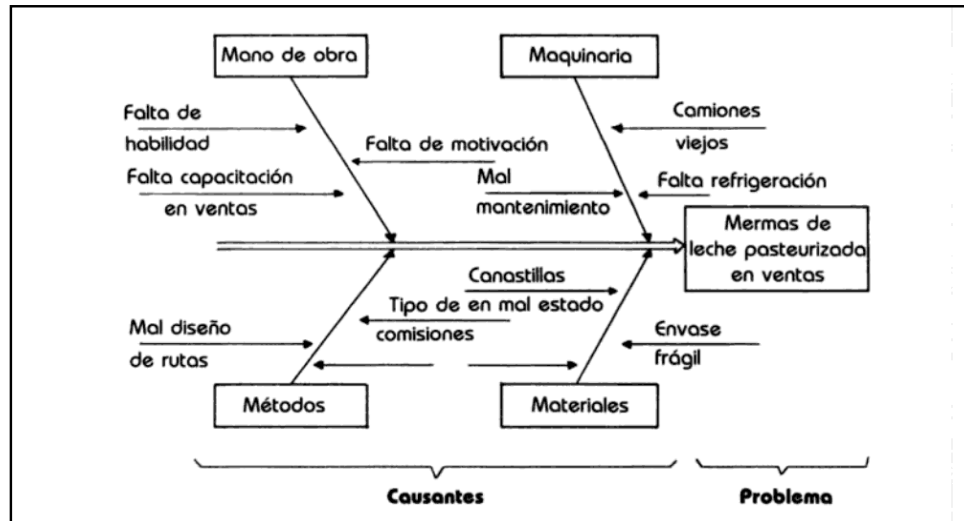 Mano de obra
Maquinaria
Falta de
habilidad
Falta de motivación
Falta capacitación
en ventas
Camiones
viejos
Mal
mantenimiento
Falta refrigeración
Mermas de
leche pasteurizada
en ventas
Canastillas
en mal estado
Tipo de
comisiones
Mal diseño
de rutas
Envase
frágil
Métodos
Materiales
Causantes
Problema